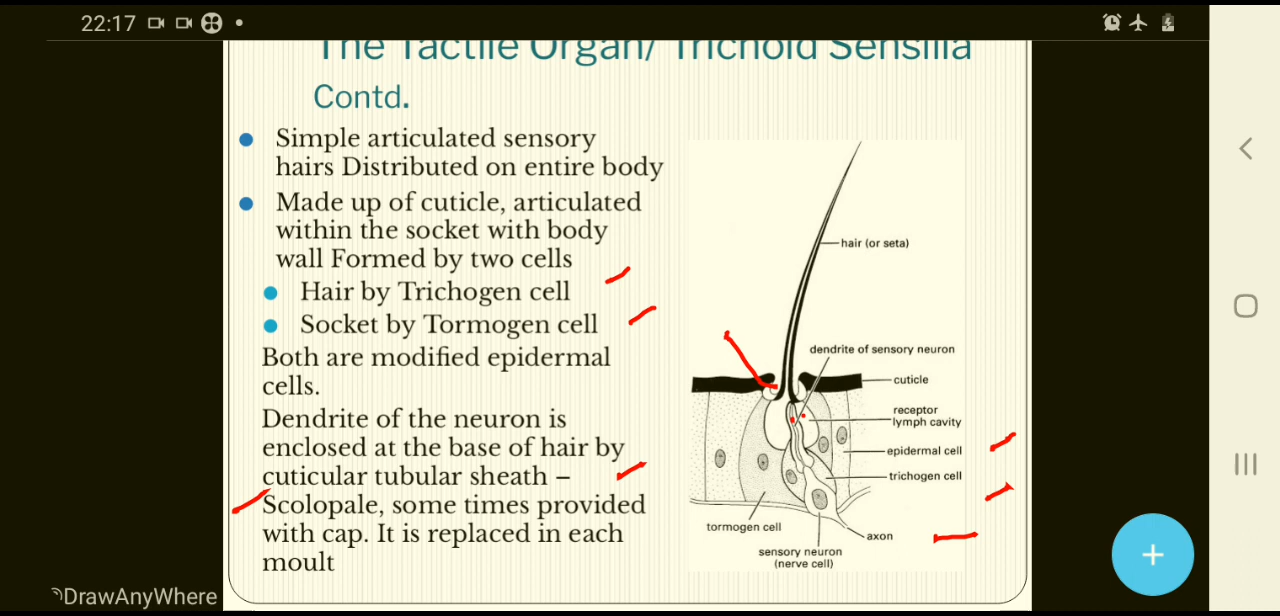 22:17
The Tactile Organ/ Trichoid Sensilla
Contd.
Simple articulated sensory
hairs Distributed on entire body
Made up of cuticle, articulated
within the socket with body
wall Formed by two cells
Hair by Trichogen cell
Socket by Tormogen cell
Both are modified epidermal
cells.
Dendrite of the neuron is
enclosed at the base of hair by
cuticular tubular sheath –
Scolopale, some times provided
with cap. It is replaced in each
moult
hair (or seta)
dendrite of sensory neuron
cuticle
receptor
lymph cavity
epidermal cell
trichogen cell
tormogen cell
axon
sensory neuron
(nerve cell)
DrawAnyWhere